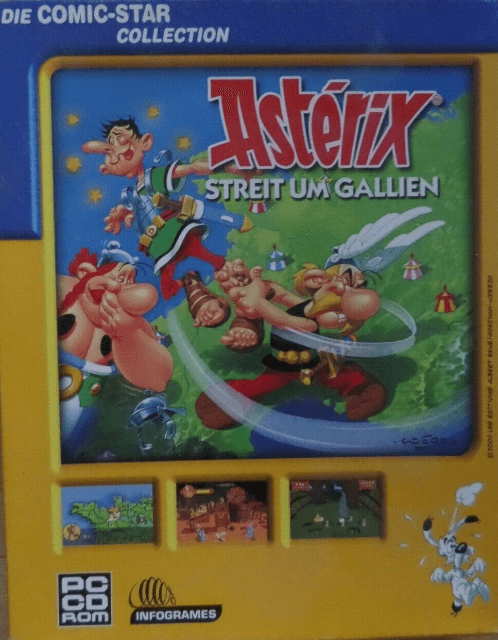 DIE COMIC-STAR
COLLECTION
Astérix®
STREIT UM GALLIEN
PC
CD
ROM
INFOGRAMES